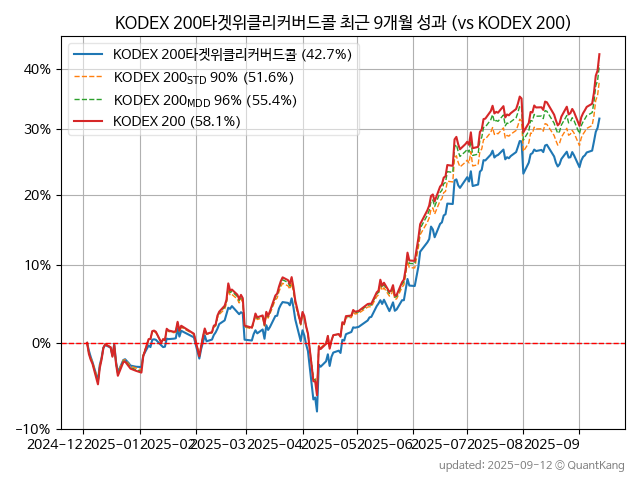 KODEX 200타겟위클리커버드콜 최근 9개월 성과 (vs KODEX 200)
KODEX 200타겟위클리커버드콜 (42.7%)
KODEX 200STD 90% (51.6%)
KODEX 200MDD 96% (55.4%)
KODEX 200 (58.1%)
40%
30%
20%
10%
0%
−10%
2024-12 2025-01 2025-02 2025-03 2025-04 2025-05 2025-06 2025-07 2025-08 2025-09
updated: 2025-09-12 © QuantKang